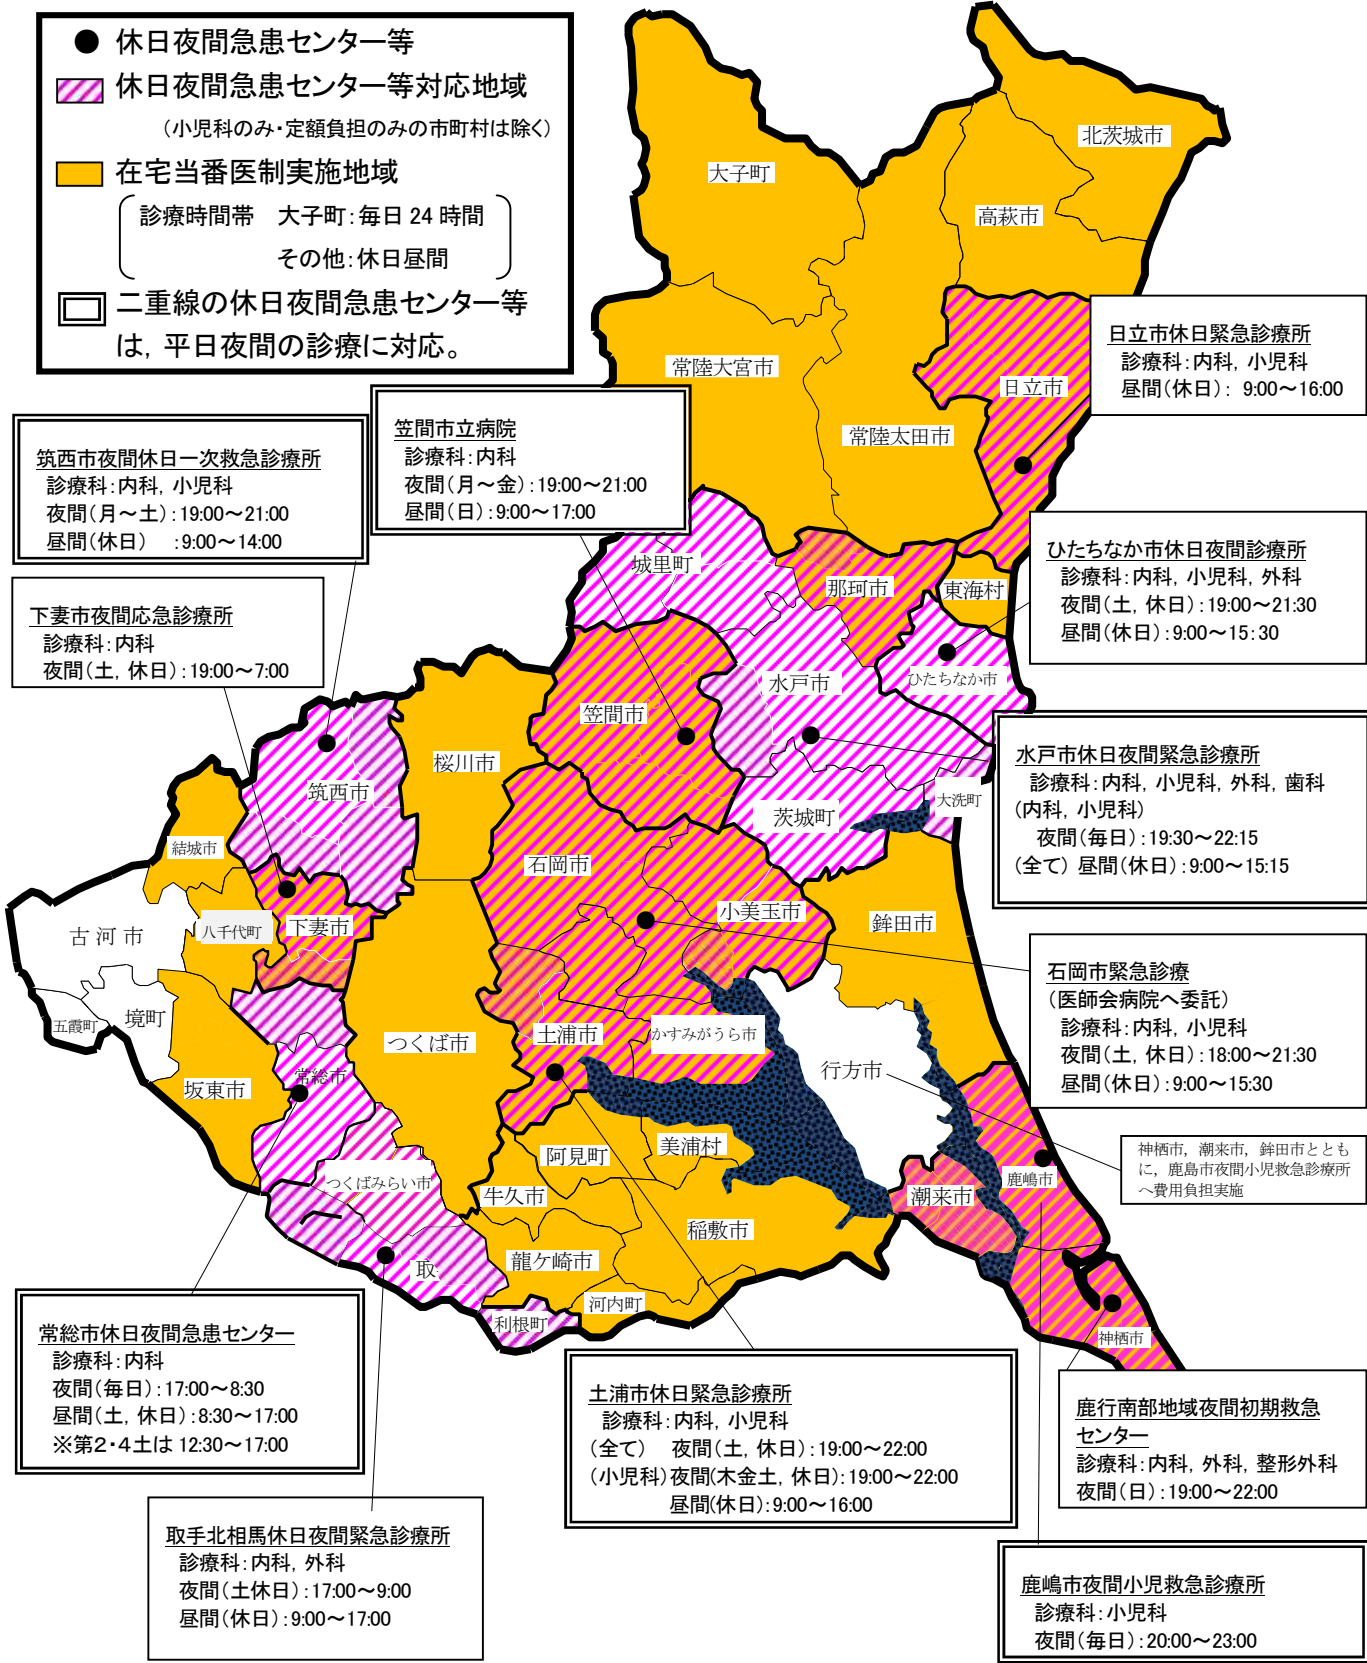 休日夜間急患センター等
休日夜間急患センター等対応地域
（小児科のみ・定額負担のみの市町村は除く）
在宅当番医制実施地域
診療時間帯　大子町：毎日24時間
その他：休日昼間
二重線の休日夜間急患センター等
は，平日夜間の診療に対応。
北茨城市
大子町
高萩市
常陸大宮市
日立市
常陸太田市
日立市休日緊急診療所
診療科：内科，小児科
昼間（休日）： 9:00～16:00
笠間市立病院
診療科：内科
夜間（月～金）：19:00～21:00
昼間（日）：9:00～17:00
筑西市夜間休日一次救急診療所
診療科：内科，小児科
夜間（月～土）：19:00～21:00
昼間（休日）　：9:00～14:00
ひたちなか市休日夜間診療所
診療科：内科，小児科，外科
夜間（土，休日）：19:00～21:30
昼間（休日）：9:00～15:30
下妻市夜間応急診療所
診療科：内科
夜間（土，休日）：19:00～7:00
城里町
那珂市
東海村
ひたちなか市
水戸市
笠間市
桜川市
筑西市
茨城町
大洗町
結城市
石岡市
小美玉市
鉾田市
古河市
八千代町
下妻市
水戸市休日夜間緊急診療所
診療科：内科，小児科，外科，歯科
（内科，小児科）
夜間（毎日）：19:30～22:15
（全て） 昼間（休日）：9:00～15:15
石岡市緊急診療
（医師会病院へ委託）
診療科：内科，小児科
夜間（土，休日）：18:00～21:30
昼間（休日）：9:00～15:30
五霞町
境町
つくば市
土浦市
かすみがうら市
行方市
坂東市
常総市
阿見町
美浦村
牛久市
つくばみらい市
潮来市
鹿嶋市
稲敷市
龍ケ崎市
取
河内町
利根町
神栖市
神栖市，潮来市，鉾田市ととも
に，鹿島市夜間小児救急診療所
へ費用負担実施
常総市休日夜間急患センター
診療科：内科
夜間（毎日）：17:00～8:30
昼間（土，休日）：8:30～17:00
※第２・４土は 12:30～17:00
土浦市休日緊急診療所
診療科：内科，小児科
（全て）　夜間（土，休日）：19:00～22:00
（小児科）夜間（木金土，休日）：19:00～22:00
昼間（休日）：9:00～16:00
鹿行南部地域夜間初期救急
センター
診療科：内科，外科，整形外科
夜間（日）：19:00～22:00
取手北相馬休日夜間緊急診療所
診療科：内科，外科
夜間（土休日）：17:00～9:00
昼間（休日）：9:00～17:00
鹿嶋市夜間小児救急診療所
診療科：小児科
夜間（毎日）：20:00～23:00